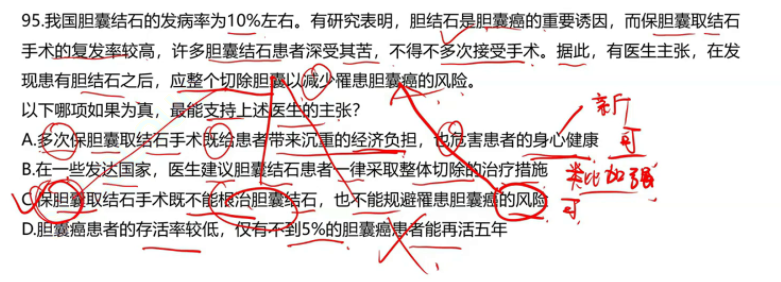 95.我国胆囊结石的发病率为10%左右。有研究表明，胆结石是胆囊癌的重要诱因，而保胆囊取结石
手术的复发率较高，许多胆囊结石患者深受其苦，不得不多次接受手术。据此，有医生主张，在发
现患有胆结石之后，应整个切除胆囊以减少罹患胆囊癌的风险。
以下哪项如果为真，最能支持上述医生的主张？
新
A.多次保胆囊取结石手术既给患者带来沉重的经济负担，也危害患者的身心健康
可
B.在一些发达国家，医生建议胆囊结石患者一律采取整体切除的治疗措施
类比加强
C.保胆囊取结石手术既不能根治胆囊结石，也不能规避罹患胆囊癌的风险
可
D.胆囊癌患者的存活率较低，仅有不到5%的胆囊癌患者能再活五年